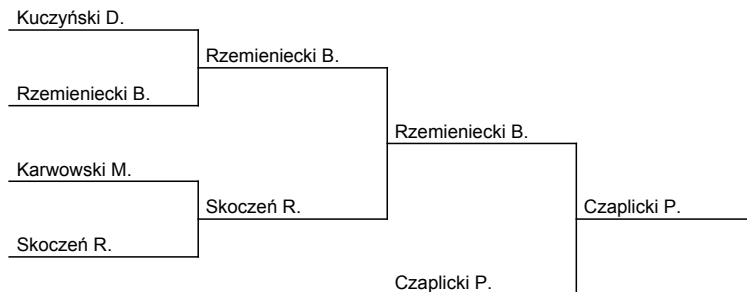 Kuczyński D.
Rzemieniecki B.
Rzemieniecki B.
Rzemieniecki B.
Karwowski M.
Skoczeń R.
Czaplicki P.
Skoczeń R.
Czaplicki P.